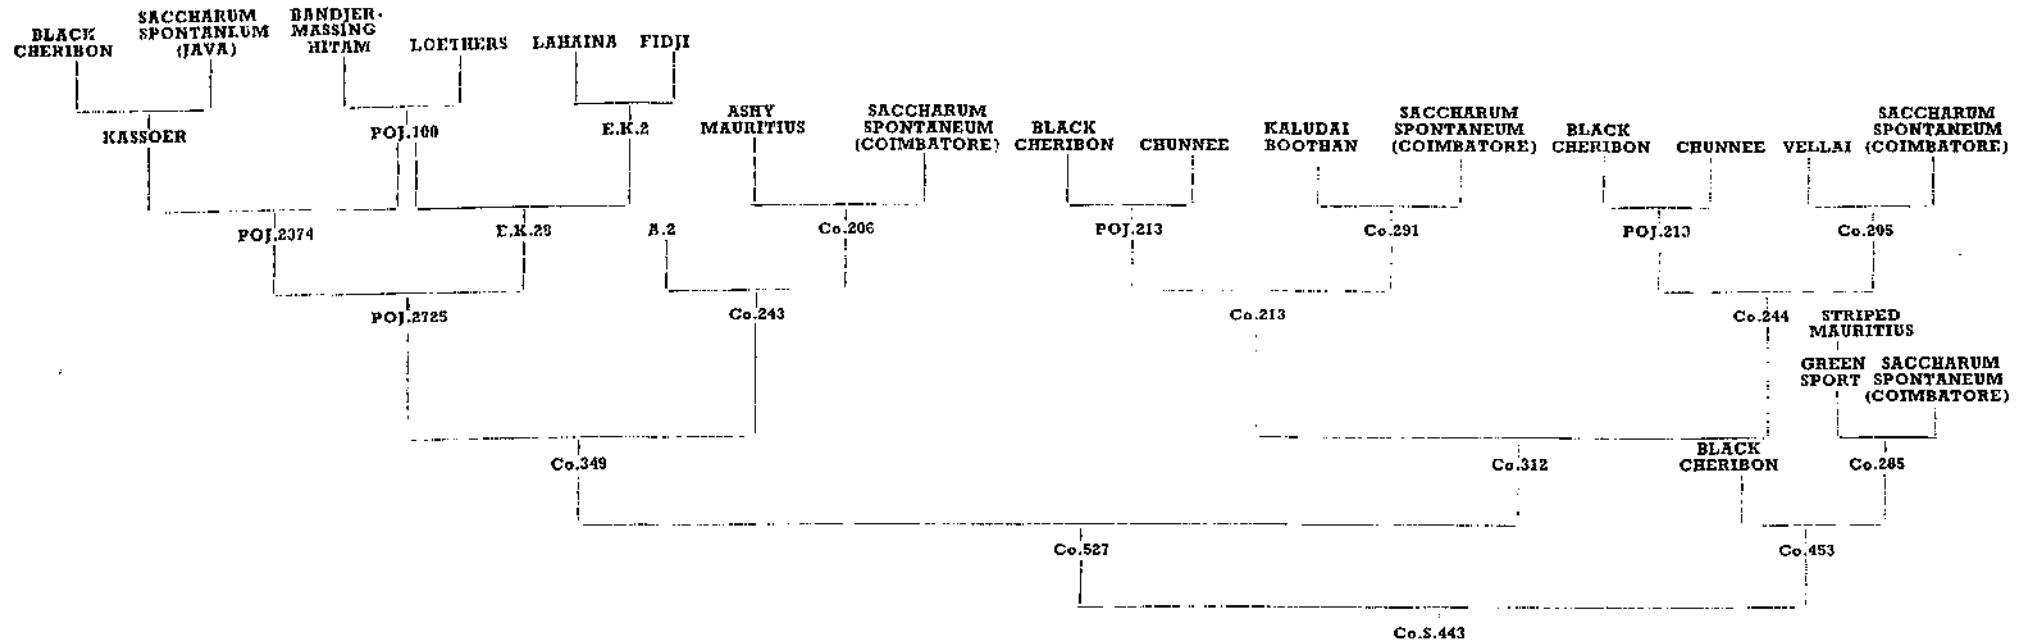 BLACK
CHERIBON
SACCHARUM
SPONTANEUM
(JAVA)
BANDJER-
MASSING
HITAM
LOETHERS
LAHAINA
FIDJI
KASSOER
POJ.100
E.K.2
ASHY
MAURITIUS
SACCHARUM
SPONTANEUM
(COIMBATORE)
BLACK
CHERIBON
CHUNNEE
KALUDAI
BOOTHAN
SACCHARUM
SPONTANEUM
(COIMBATORE)
BLACK
CHERIBON
CHUNNEE
VELLAI
SACCHARUM
SPONTANEUM
(COIMBATORE)
POJ.2374
E.K.28
A.2
Co.206
POJ.213
Co.291
POJ.213
Co.205
POJ.2725
Co.243
Co.213
Co.244
STRIPED
MAURITIUS
GREEN
SPORT
SACCHARUM
SPONTANEUM
(COIMBATORE)
Co.349
Co.312
BLACK
CHERIBON
Co.285
Co.527
Co.453
Co.S.443